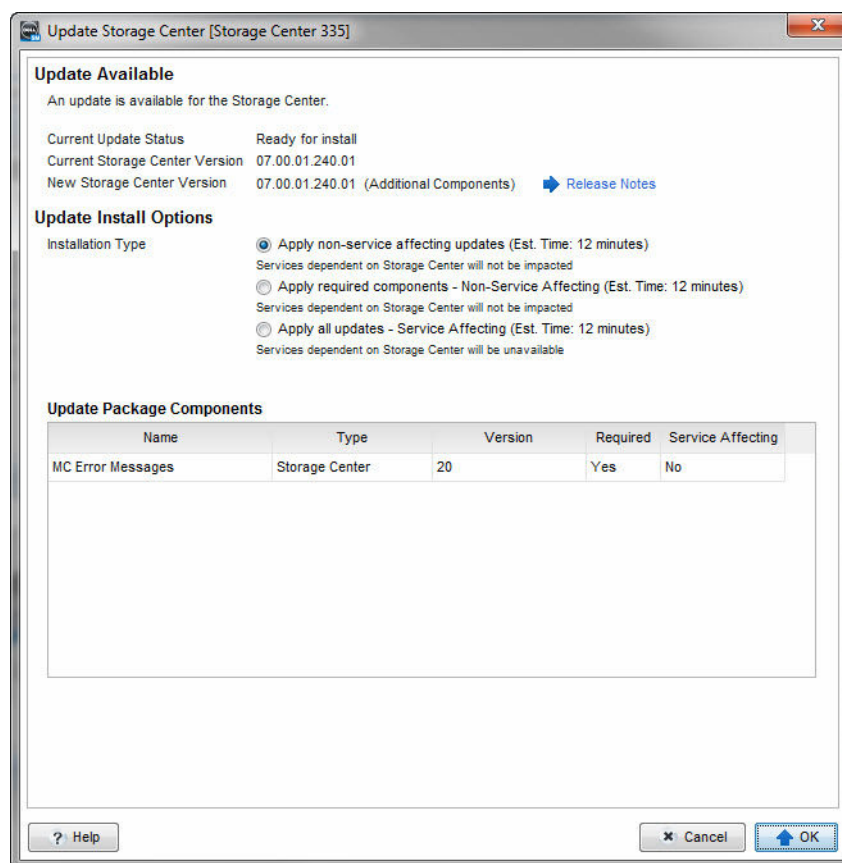 Update Storage Center [Storage Center 335]
Update Available
An update is available for the Storage Center.
Current Update Status Ready for install
Current Storage Center Version 07.00.01.240.01
New Storage Center Version 07.00.01.240.01 (Additional Components) Release Notes
Update Install Options
Installation Type Apply non-service affecting updates (Est. Time: 12 minutes)
Services dependent on Storage Center will not be impacted
Apply required components - Non-Service Affecting (Est. Time: 12 minutes)
Services dependent on Storage Center will not be impacted
Apply all updates - Service Affecting (Est. Time: 12 minutes)
Services dependent on Storage Center will be unavailable
Update Package Components
Name Type Version Required Service Affecting
MC Error Messages Storage Center 20 Yes No
? Help Cancel OK